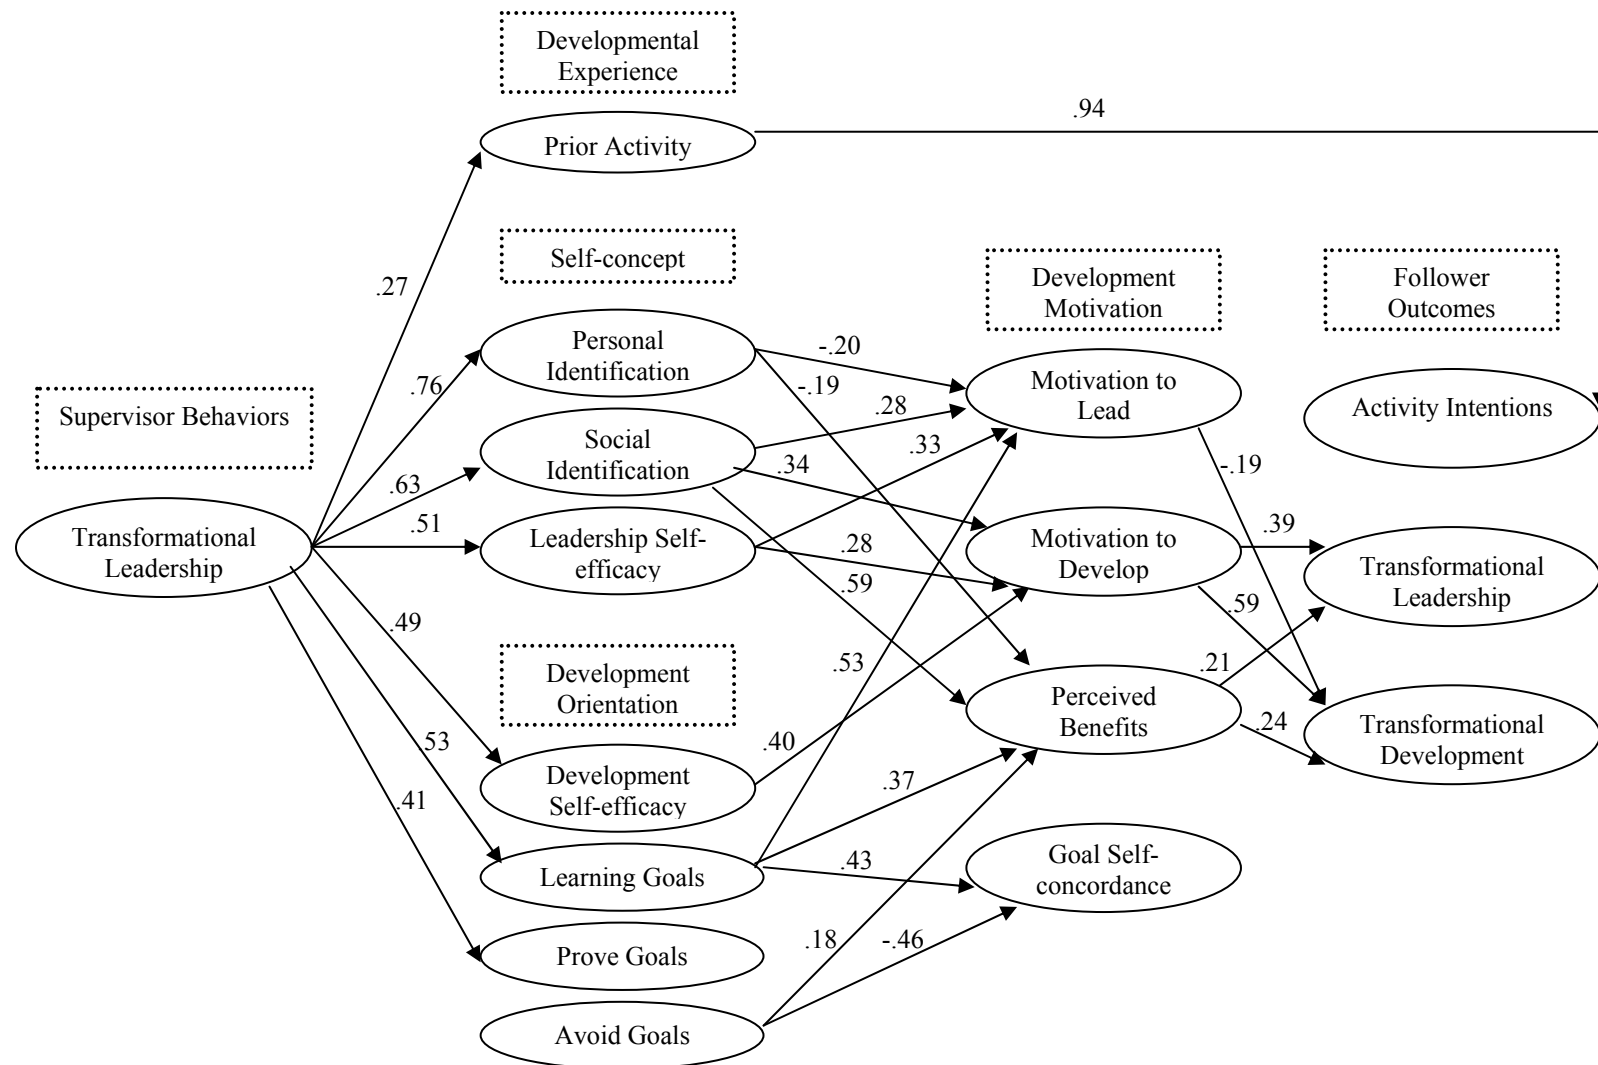 Developmental
Experience
.94
Prior Activity
Self-concept
.27
Development
Motivation
Follower
Outcomes
Personal
Identification
-.20
-.19
Motivation to
Lead
.76
Supervisor Behaviors
.28
Activity Intentions
Social
Identification
.33
.34
-.19
.63
.51
Transformational
Leadership
Leadership Self-
efficacy
.28
.59
Motivation to
Develop
.39
Transformational
Leadership
.59
.49
Development
Orientation
.53
.21
Perceived
Benefits
.24
Transformational
Development
.53
.40
Development
Self-efficacy
.37
.41
Learning Goals
.43
Goal Self-
concordance
Prove Goals
.18
-.46
Avoid Goals